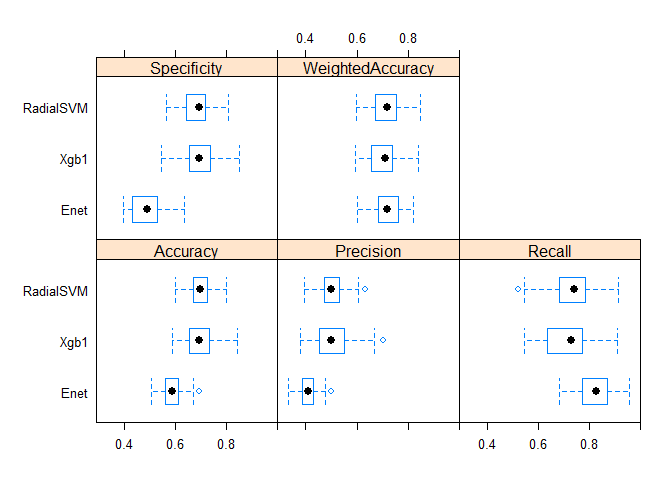 0.4 0.6 0.8
Specificity WeightedAccuracy
RadialSVM
Xgb1
Enet
Accuracy Precision Recall
RadialSVM
Xgb1
Enet
0.4 0.6 0.8 0.4 0.6 0.8